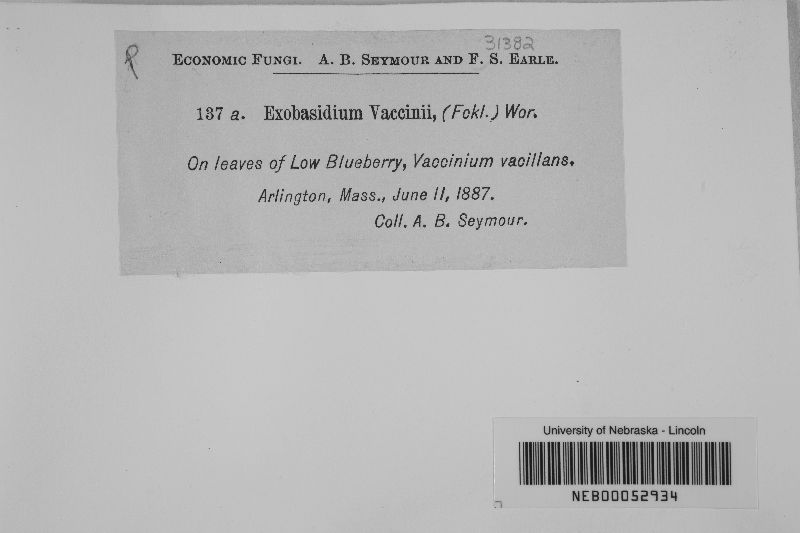 31382
Economic Fungi. A. B. Seymour and F. S. Earle.
137 a. Exobasidium Vaccinii, (Fckl.) Wor.
On leaves of Low Blueberry, Vaccinium vacillans.
Arlington, Mass., June 11, 1887.
Coll. A. B. Seymour.
University of Nebraska - Lincoln
NEB00052934